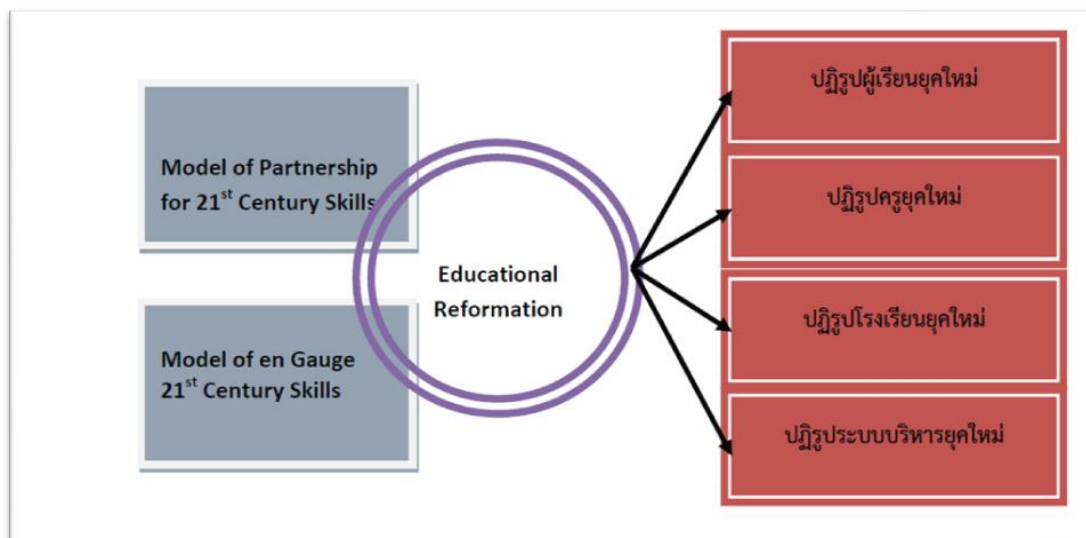 Model of Partnership
for 21st Century Skills
Model of en Gauge
21st Century Skills
Educational
Reformation
ปฏิรูปผู้เรียนยุคใหม่
ปฏิรูปครูยุคใหม่
ปฏิรูปโรงเรียนยุคใหม่
ปฏิรูประบบบริหารยุคใหม่